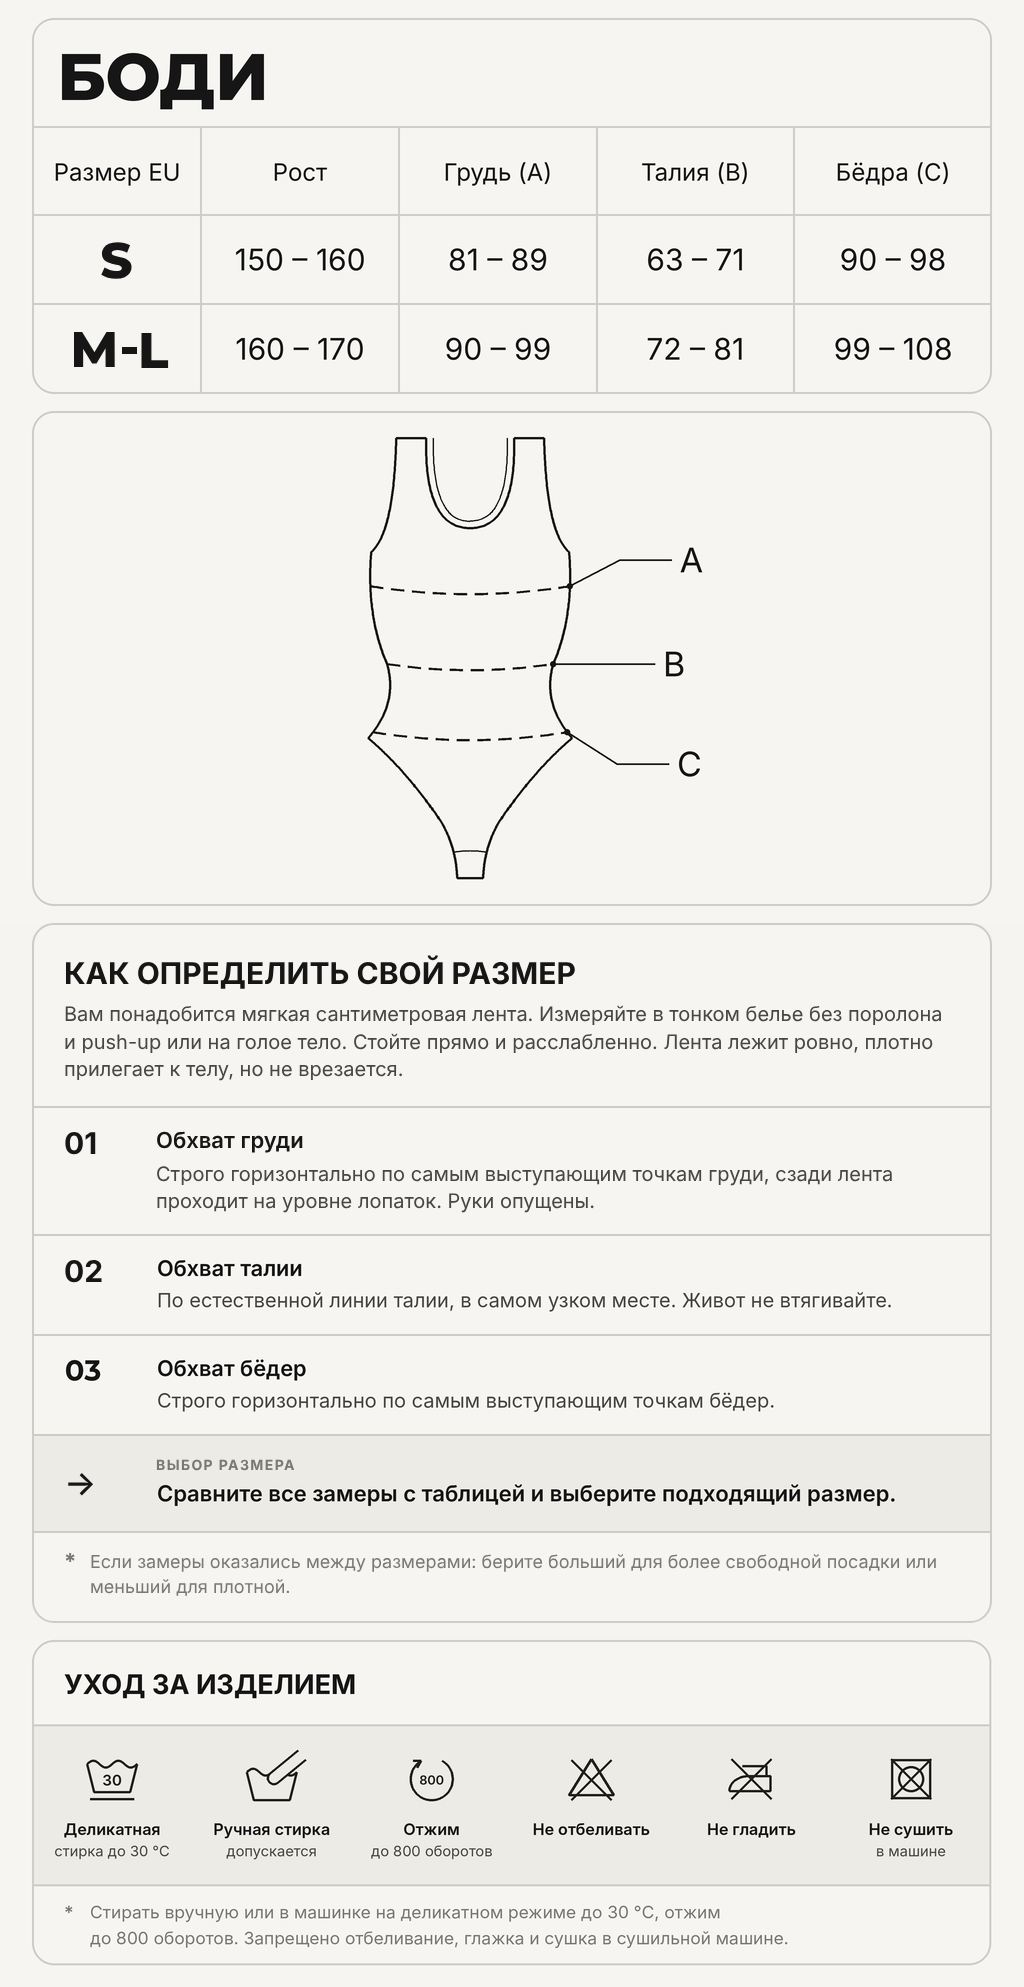 БОДИ
Размер EU Рост Грудь (A) Талия (B) Бёдра (C)
S 150 – 160 81 – 89 63 – 71 90 – 98
M-L 160 – 170 90 – 99 72 – 81 99 – 108
A
B
C
КАК ОПРЕДЕЛИТЬ СВОЙ РАЗМЕР
Вам понадобится мягкая сантиметровая лента. Измеряйте в тонком белье без поролона
и push-up или на голое тело. Стойте прямо и расслабленно. Лента лежит ровно, плотно
прилегает к телу, но не врезается.
01 Обхват груди
Строго горизонтально по самым выступающим точкам груди, сзади лента
проходит на уровне лопаток. Руки опущены.
02 Обхват талии
По естественной линии талии, в самом узком месте. Живот не втягивайте.
03 Обхват бёдер
Строго горизонтально по самым выступающим точкам бёдер.
ВЫБОР РАЗМЕРА
→ Сравните все замеры с таблицей и выберите подходящий размер.
* Если замеры оказались между размерами: берите больший для более свободной посадки или
меньший для плотной.
УХОД ЗА ИЗДЕЛИЕМ
30 800
Деликатная Ручная стирка Отжим Не отбеливать Не гладить Не сушить
стирка до 30 °C допускается до 800 оборотов в машине
* Стирать вручную или в машинке на деликатном режиме до 30 °C, отжим
до 800 оборотов. Запрещено отбеливание, глажка и сушка в сушильной машине.